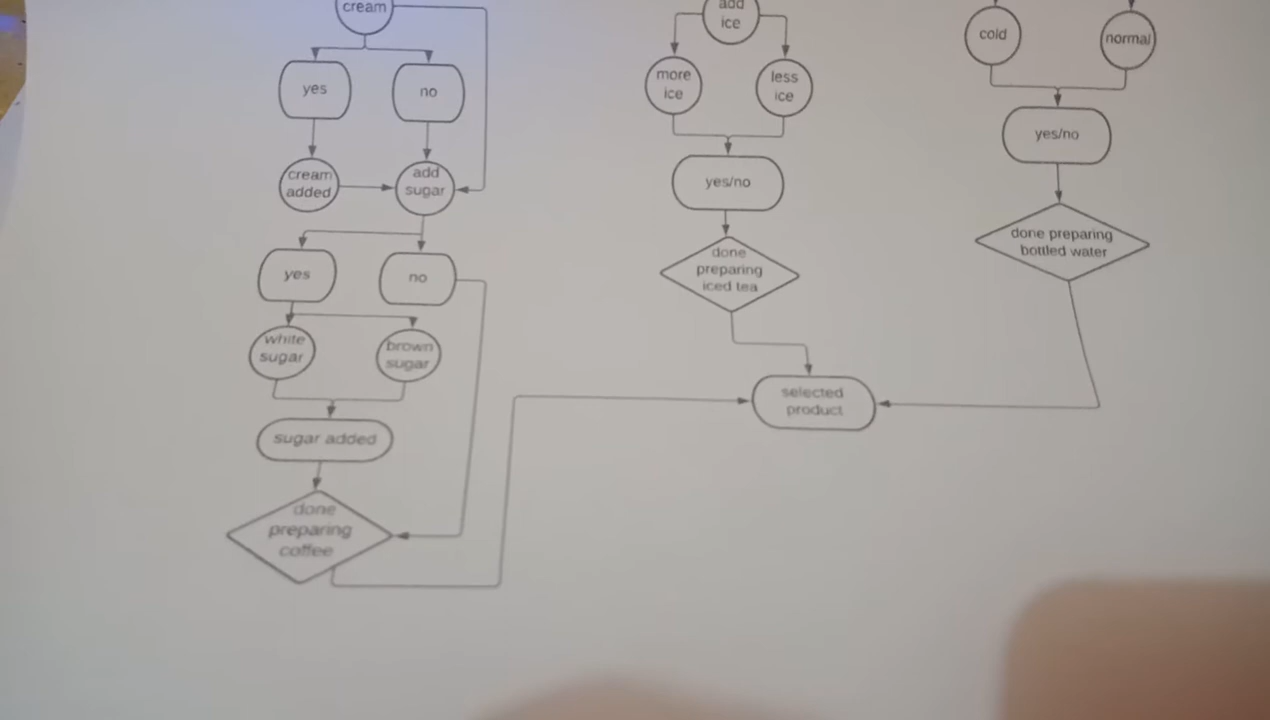 cream
yes
no
cream
added
add
sugar
yes
no
white
sugar
brown
sugar
sugar added
done
preparing
coffee
add
ice
more
ice
less
ice
yes/no
done
preparing
iced tea
selected
product
cold
normal
yes/no
done preparing
bottled water